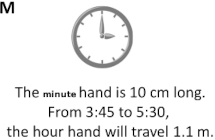 M
The minute hand is 10 cm long.
From 3:45 to 5:30,
the hour hand will travel 1.1 m.